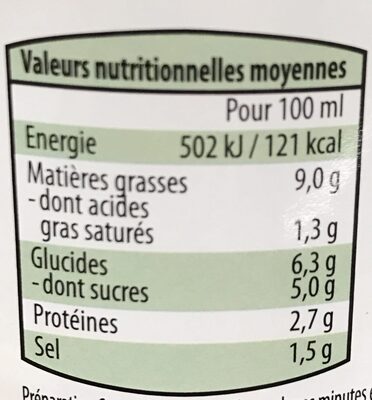 Valeurs nutritionnelles moyennes
Pour 100 ml
Energie 502 kJ / 121 kcal
Matières grasses 9,0 g
- dont acides
gras saturés 1,3 g
Glucides 6,3 g
- dont sucres 5,0 g
Protéines 2,7 g
Sel 1,5 g
minutes